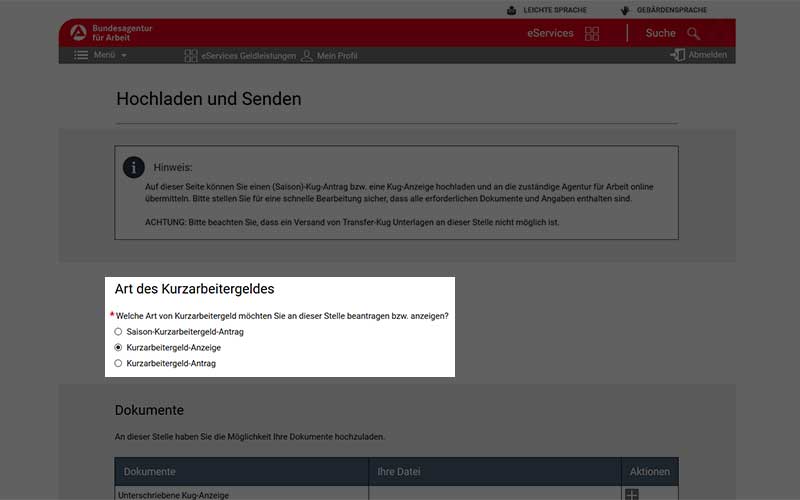 LEICHTE SPRACHE GEBÄRDENSPRACHE
Bundesagentur
für Arbeit
eServices Suche
Menü eServices Geldleistungen Mein Profil Abmelden
Hochladen und Senden
Hinweis:
Auf dieser Seite können Sie einen (Saison)-Kug-Antrag bzw. eine Kug-Anzeige hochladen und an die zuständige Agentur für Arbeit online
übermitteln. Bitte stellen Sie für eine schnelle Bearbeitung sicher, dass alle erforderlichen Dokumente und Angaben enthalten sind.
ACHTUNG: Bitte beachten Sie, dass ein Versand von Transfer-Kug Unterlagen an dieser Stelle nicht möglich ist.
Art des Kurzarbeitergeldes
* Welche Art von Kurzarbeitergeld möchten Sie an dieser Stelle beantragen bzw. anzeigen?
Saison-Kurzarbeitergeld-Antrag
Kurzarbeitergeld-Anzeige
Kurzarbeitergeld-Antrag
Dokumente
An dieser Stelle haben Sie die Möglichkeit Ihre Dokumente hochzuladen.
Dokumente Ihre Datei Aktionen
Unterschriebene Kug-Anzeige